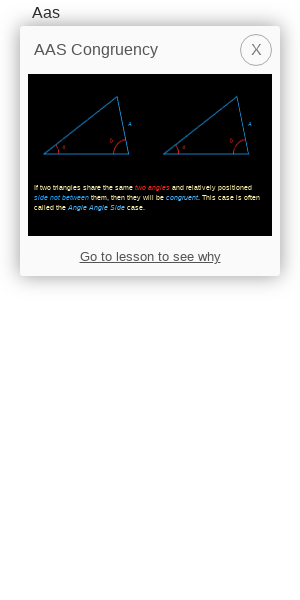 Aas
AAS Congruency
X
A
A
a
b
a
b
If two triangles share the same two angles and relatively positioned
side not between them, then they will be congruent. This case is often
called the Angle Angle Side case.
Go to lesson to see why